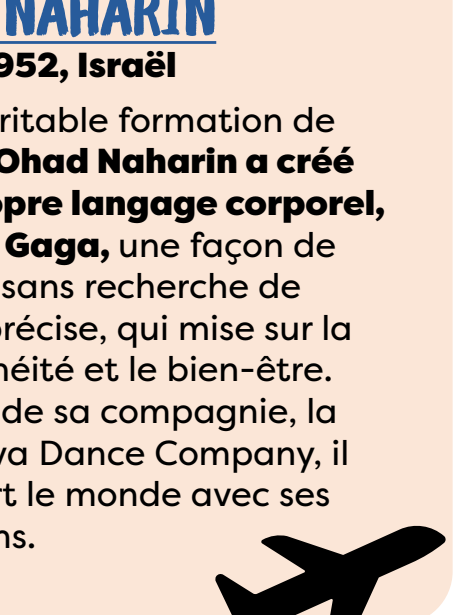 NAHARIN
952, Israël
ritable formation de
Ohad Naharin a créé
opre langage corporel,
Gaga, une façon de
sans recherche de
précise, qui mise sur la
néité et le bien-être.
de sa compagnie, la
va Dance Company, il
rt le monde avec ses
ns.